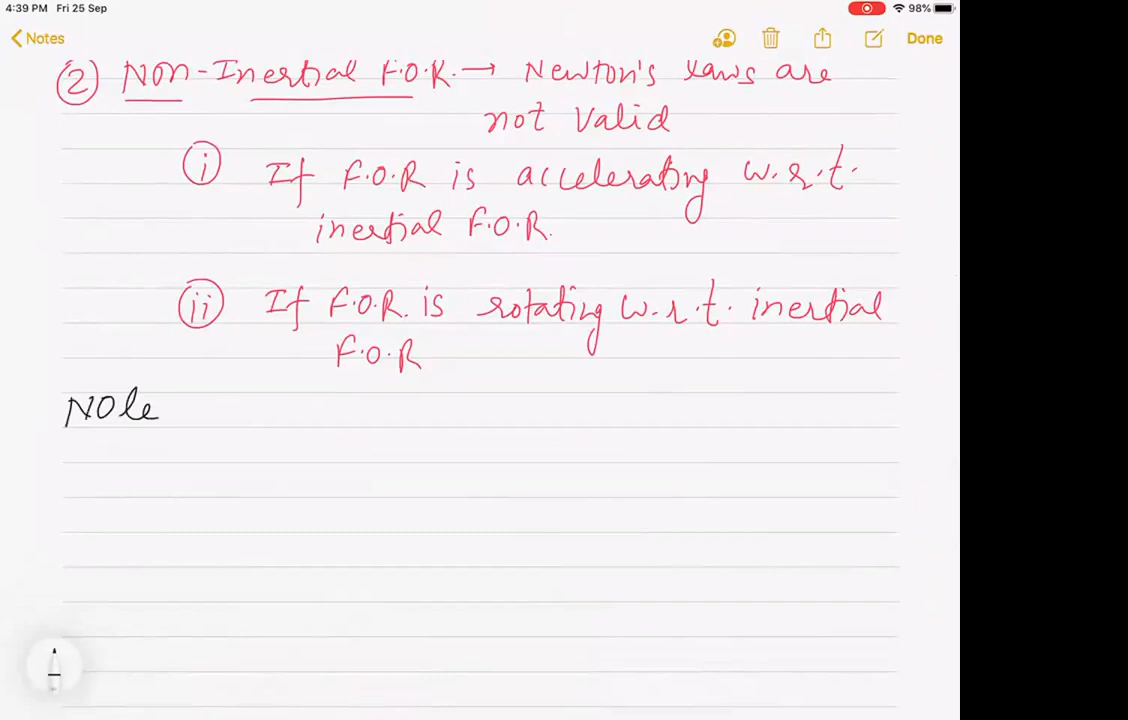 4:39 PM Fri 25 Sep
98%
Notes
Done
(2) Non-Inertial F.O.R. → Newton's laws are
not valid
(i) If F.O.R is accelerating w.r.t.
inertial F.O.R.
(ii) If F.O.R. is rotating w.r.t. inertial
F.O.R
Note